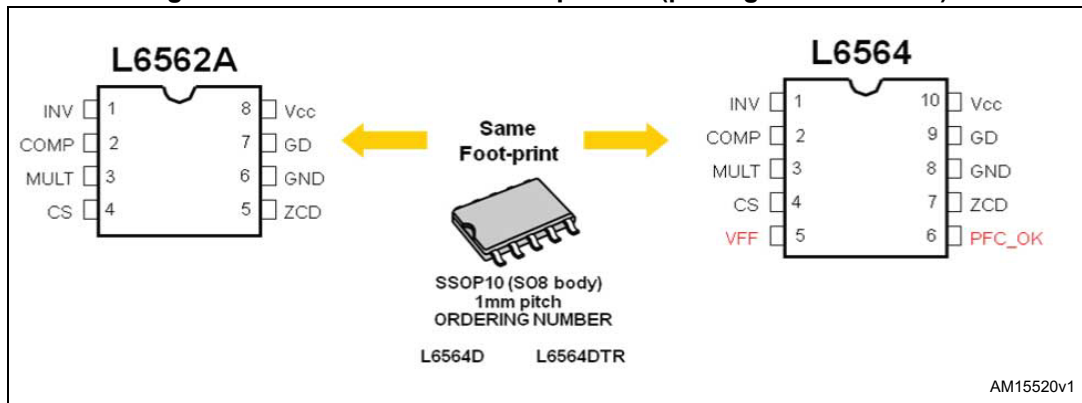 L6562A
INV 1
COMP 2
MULT 3
CS 4
8 Vcc
7 GD
6 GND
5 ZCD
Same
Foot-print
SSOP10 (SO8 body)
1mm pitch
ORDERING NUMBER
L6564D L6564DTR
L6564
INV 1
COMP 2
MULT 3
CS 4
VFF 5
10 Vcc
9 GD
8 GND
7 ZCD
6 PFC_OK
AM15520v1